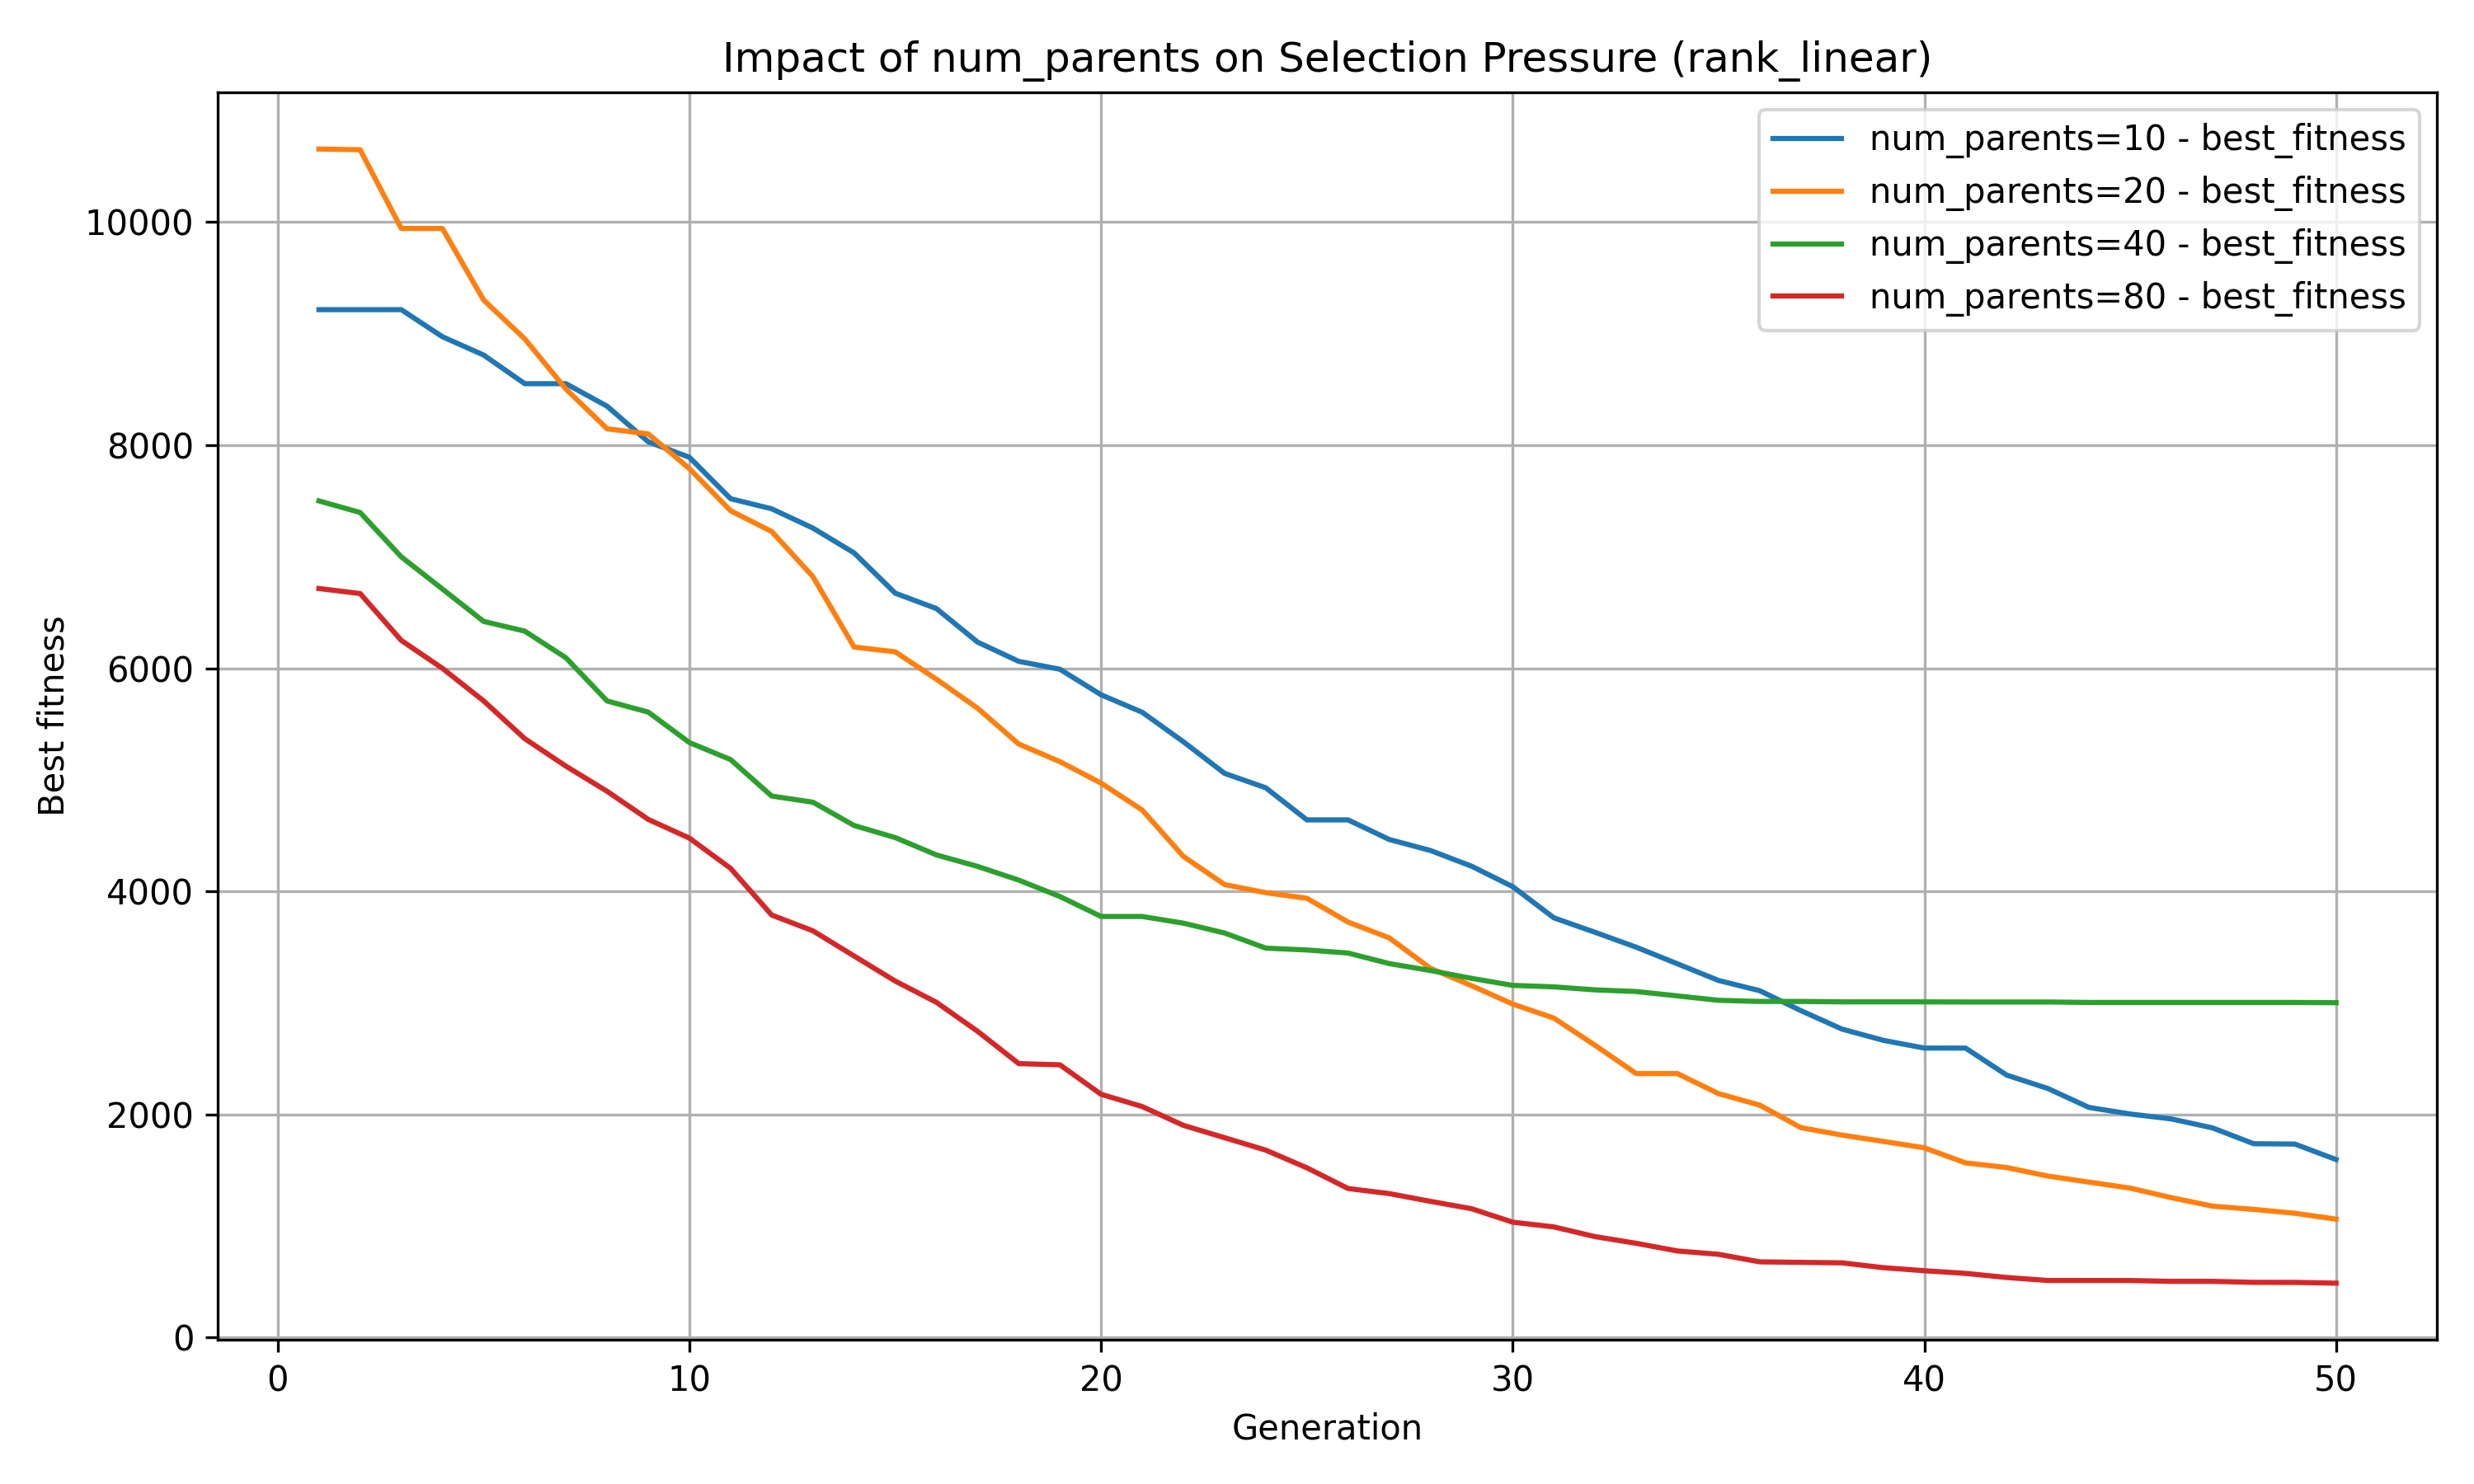 Impact of num_parents on Selection Pressure (rank_linear)
num_parents=10 - best_fitness
num_parents=20 - best_fitness
num_parents=40 - best_fitness
num_parents=80 - best_fitness
Best fitness
10000
8000
6000
4000
2000
0
0 10 20 30 40 50
Generation